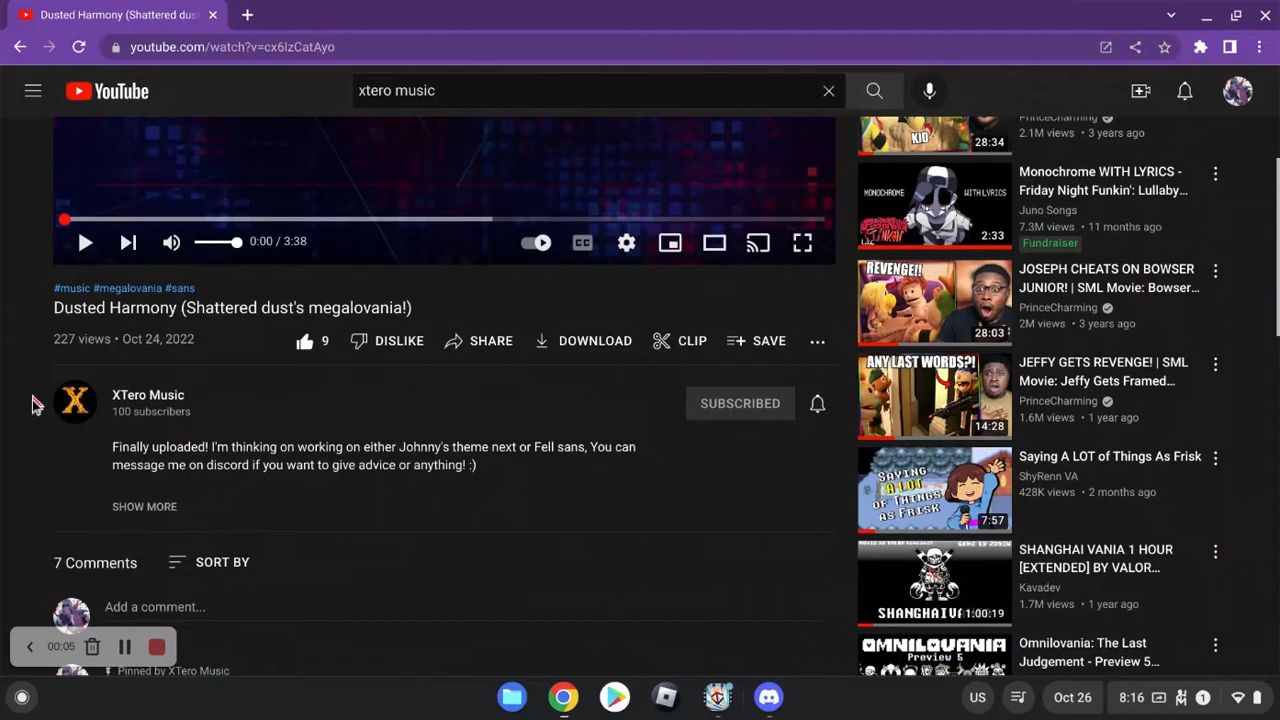 Dusted Harmony (Shattered dus
youtube.com/watch?v=cx6lzCatAyo
YouTube
xtero music
0:00 / 3:38
CC
#music #megalovania #sans
Dusted Harmony (Shattered dust's megalovania!)
227 views • Oct 24, 2022
9
DISLIKE
SHARE
DOWNLOAD
CLIP
SAVE
X
XTero Music
100 subscribers
SUBSCRIBED
Finally uploaded! I'm thinking on working on either Johnny's theme next or Fell sans, You can
message me on discord if you want to give advice or anything! :)
SHOW MORE
7 Comments
SORT BY
Add a comment...
00:05
Pinned by XTero Music
KID
28:34
PrinceCharming
2.1M views • 3 years ago
MONOCHROME
WITH LYRICS
2:33
Monochrome WITH LYRICS -
Friday Night Funkin': Lullaby...
Juno Songs
7.3M views • 11 months ago
Fundraiser
REVENGE!!
28:03
JOSEPH CHEATS ON BOWSER
JUNIOR! | SML Movie: Bowser...
PrinceCharming
2M views • 3 years ago
ANY LAST WORDS?!
14:28
JEFFY GETS REVENGE! | SML
Movie: Jeffy Gets Framed...
PrinceCharming
1.6M views • 1 year ago
SAYING
A LOT
OF THINGS
AS FRISK
7:57
Saying A LOT of Things As Frisk
ShyRenn VA
428K views • 2 months ago
1:00:19
SHANGHAI VANIA 1 HOUR
[EXTENDED] BY VALOR...
Kavadev
1.7M views • 1 year ago
OMNILOVANIA
Preview 5
Omnilovania: The Last
Judgement - Preview 5...
US
Oct 26
8:16
1